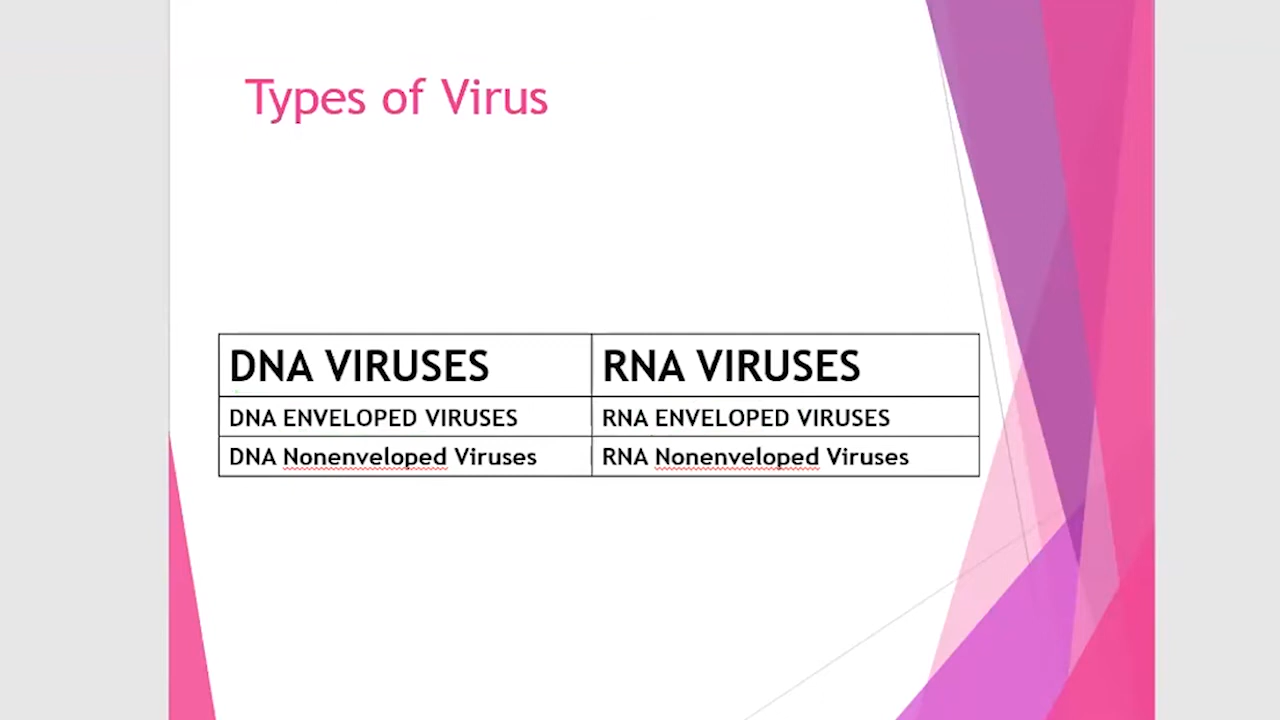 Types of Virus
DNA VIRUSES RNA VIRUSES
DNA ENVELOPED VIRUSES RNA ENVELOPED VIRUSES
DNA Nonenveloped Viruses RNA Nonenveloped Viruses